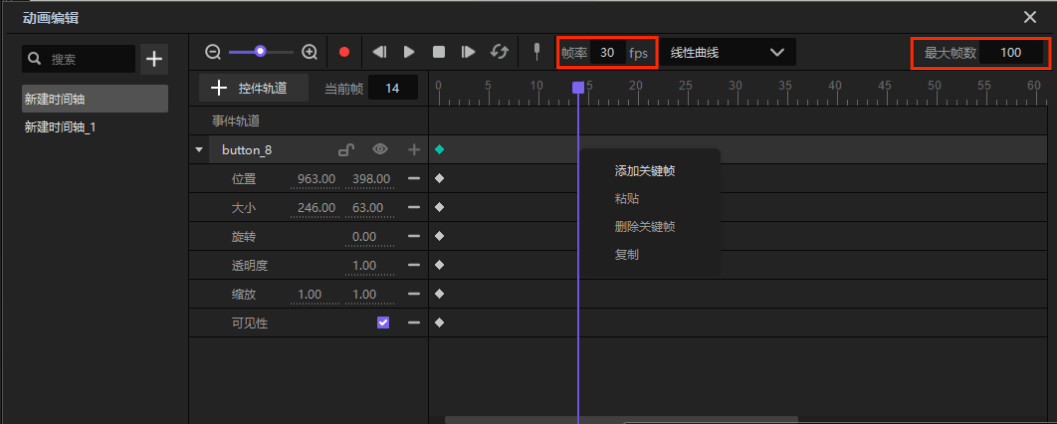 动画编辑
搜索
帧率 30 fps 线性曲线 最大帧数 100
控件轨道 当前帧 14 0 5 10 15 20 25 30 35 40 45 50 55 60
新建时间轴
新建时间轴_1
事件轨道
button_8
位置 963.00 398.00
大小 246.00 63.00
旋转 0.00
透明度 1.00
缩放 1.00 1.00
可见性
添加关键帧
粘贴
删除关键帧
复制